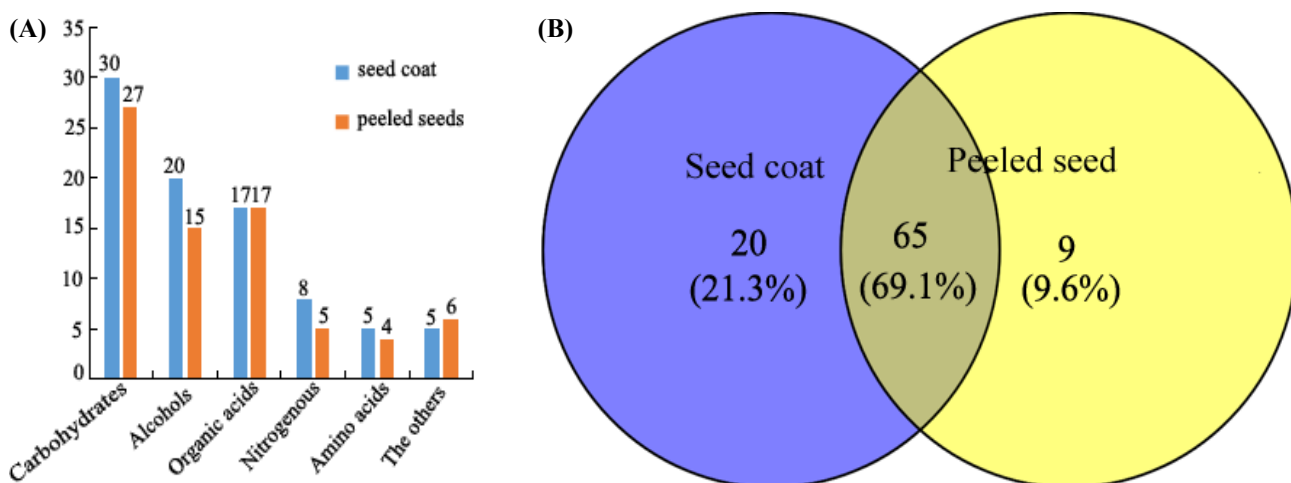 (A)
35
30
25
20
15
10
5
0
30
27
20
15
1717
8
5
5
4
5
6
seed coat
peeled seeds
Carbohydrates
Alcohols
Organic acids
Nitrogenous
Amino acids
The others
(B)
Seed coat
20
(21.3%)
65
(69.1%)
Peeled seed
9
(9.6%)